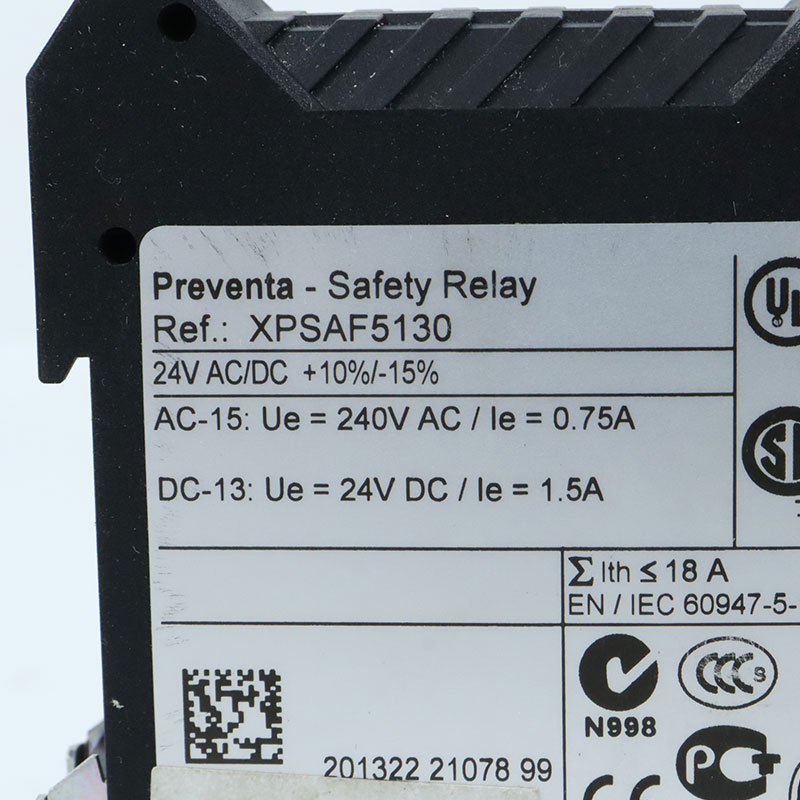 Preventa - Safety Relay
Ref.: XPSAF5130
24V AC/DC +10%/-15%
AC-15: Ue = 240V AC / Ie = 0.75A
DC-13: Ue = 24V DC / Ie = 1.5A
Σ Ith ≤ 18 A
EN / IEC 60947-5-
N998
CCC S
201322 21078 99